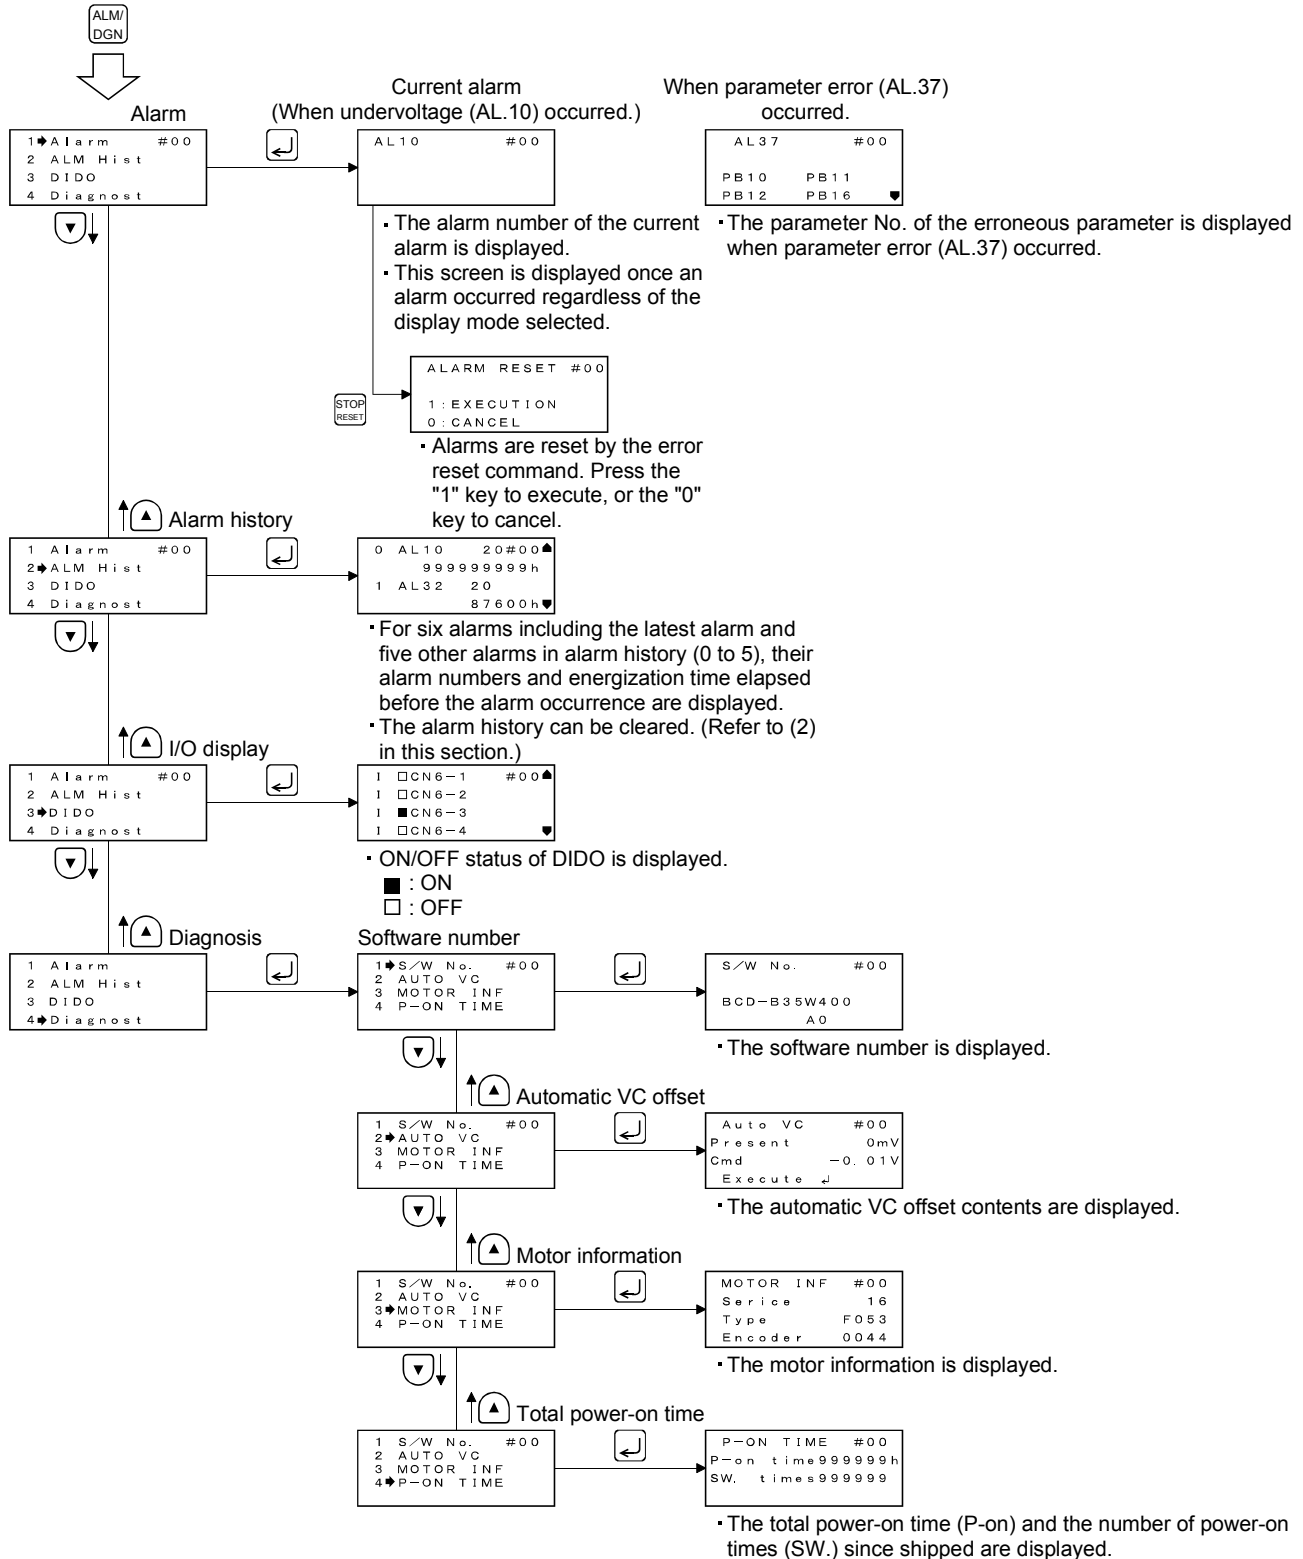 ALM/
DGN
Alarm
Current alarm
(When undervoltage (AL.10) occurred.)
When parameter error (AL.37)
occurred.
1 Alarm #00
2 ALM Hist
3 DIDO
4 Diagnost
AL10 #00
AL37 #00
PB10 PB11
PB12 PB16
The alarm number of the current
alarm is displayed.
This screen is displayed once an
alarm occurred regardless of the
display mode selected.
The parameter No. of the erroneous parameter is displayed
when parameter error (AL.37) occurred.
STOP
RESET
ALARM RESET #00
1:EXECUTION
0:CANCEL
Alarms are reset by the error
reset command. Press the
"1" key to execute, or the "0"
key to cancel.
Alarm history
1 Alarm #00
2 ALM Hist
3 DIDO
4 Diagnost
0 AL10 20#00
999999999h
1 AL32 20
87600h
For six alarms including the latest alarm and
five other alarms in alarm history (0 to 5), their
alarm numbers and energization time elapsed
before the alarm occurrence are displayed.
The alarm history can be cleared. (Refer to (2)
in this section.)
I/O display
1 Alarm #00
2 ALM Hist
3 DIDO
4 Diagnost
I □CN6-1 #00
I □CN6-2
I ■CN6-3
I □CN6-4
ON/OFF status of DIDO is displayed.
■ : ON
□ : OFF
Diagnosis
1 Alarm
2 ALM Hist
3 DIDO
4 Diagnost
Software number
1 S/W No. #00
2 AUTO VC
3 MOTOR INF
4 P-ON TIME
S/W No. #00
BCD-B35W400
A0
The software number is displayed.
Automatic VC offset
1 S/W No. #00
2 AUTO VC
3 MOTOR INF
4 P-ON TIME
Auto VC #00
Present 0mV
Cmd -0.01V
Execute ↵
The automatic VC offset contents are displayed.
Motor information
1 S/W No. #00
2 AUTO VC
3 MOTOR INF
4 P-ON TIME
MOTOR INF #00
Serice 16
Type F053
Encoder 0044
The motor information is displayed.
Total power-on time
1 S/W No. #00
2 AUTO VC
3 MOTOR INF
4 P-ON TIME
P-ON TIME #00
P-on time999999h
SW. times999999
The total power-on time (P-on) and the number of power-on
times (SW.) since shipped are displayed.